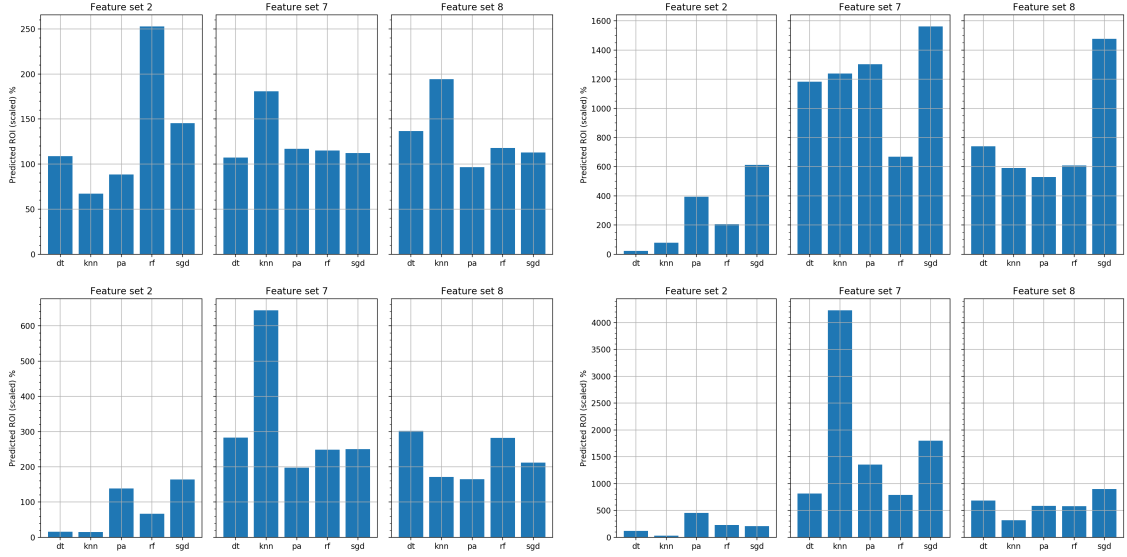 Feature set 2
Feature set 7
Feature set 8
Predicted ROI (scaled) %
250
200
150
100
50
0
dt knn pa rf sgd
dt knn pa rf sgd
dt knn pa rf sgd
Feature set 2
Feature set 7
Feature set 8
Predicted ROI (scaled) %
1600
1400
1200
1000
800
600
400
200
0
dt knn pa rf sgd
dt knn pa rf sgd
dt knn pa rf sgd
Feature set 2
Feature set 7
Feature set 8
Predicted ROI (scaled) %
600
500
400
300
200
100
0
dt knn pa rf sgd
dt knn pa rf sgd
dt knn pa rf sgd
Feature set 2
Feature set 7
Feature set 8
Predicted ROI (scaled) %
4000
3500
3000
2500
2000
1500
1000
500
0
dt knn pa rf sgd
dt knn pa rf sgd
dt knn pa rf sgd